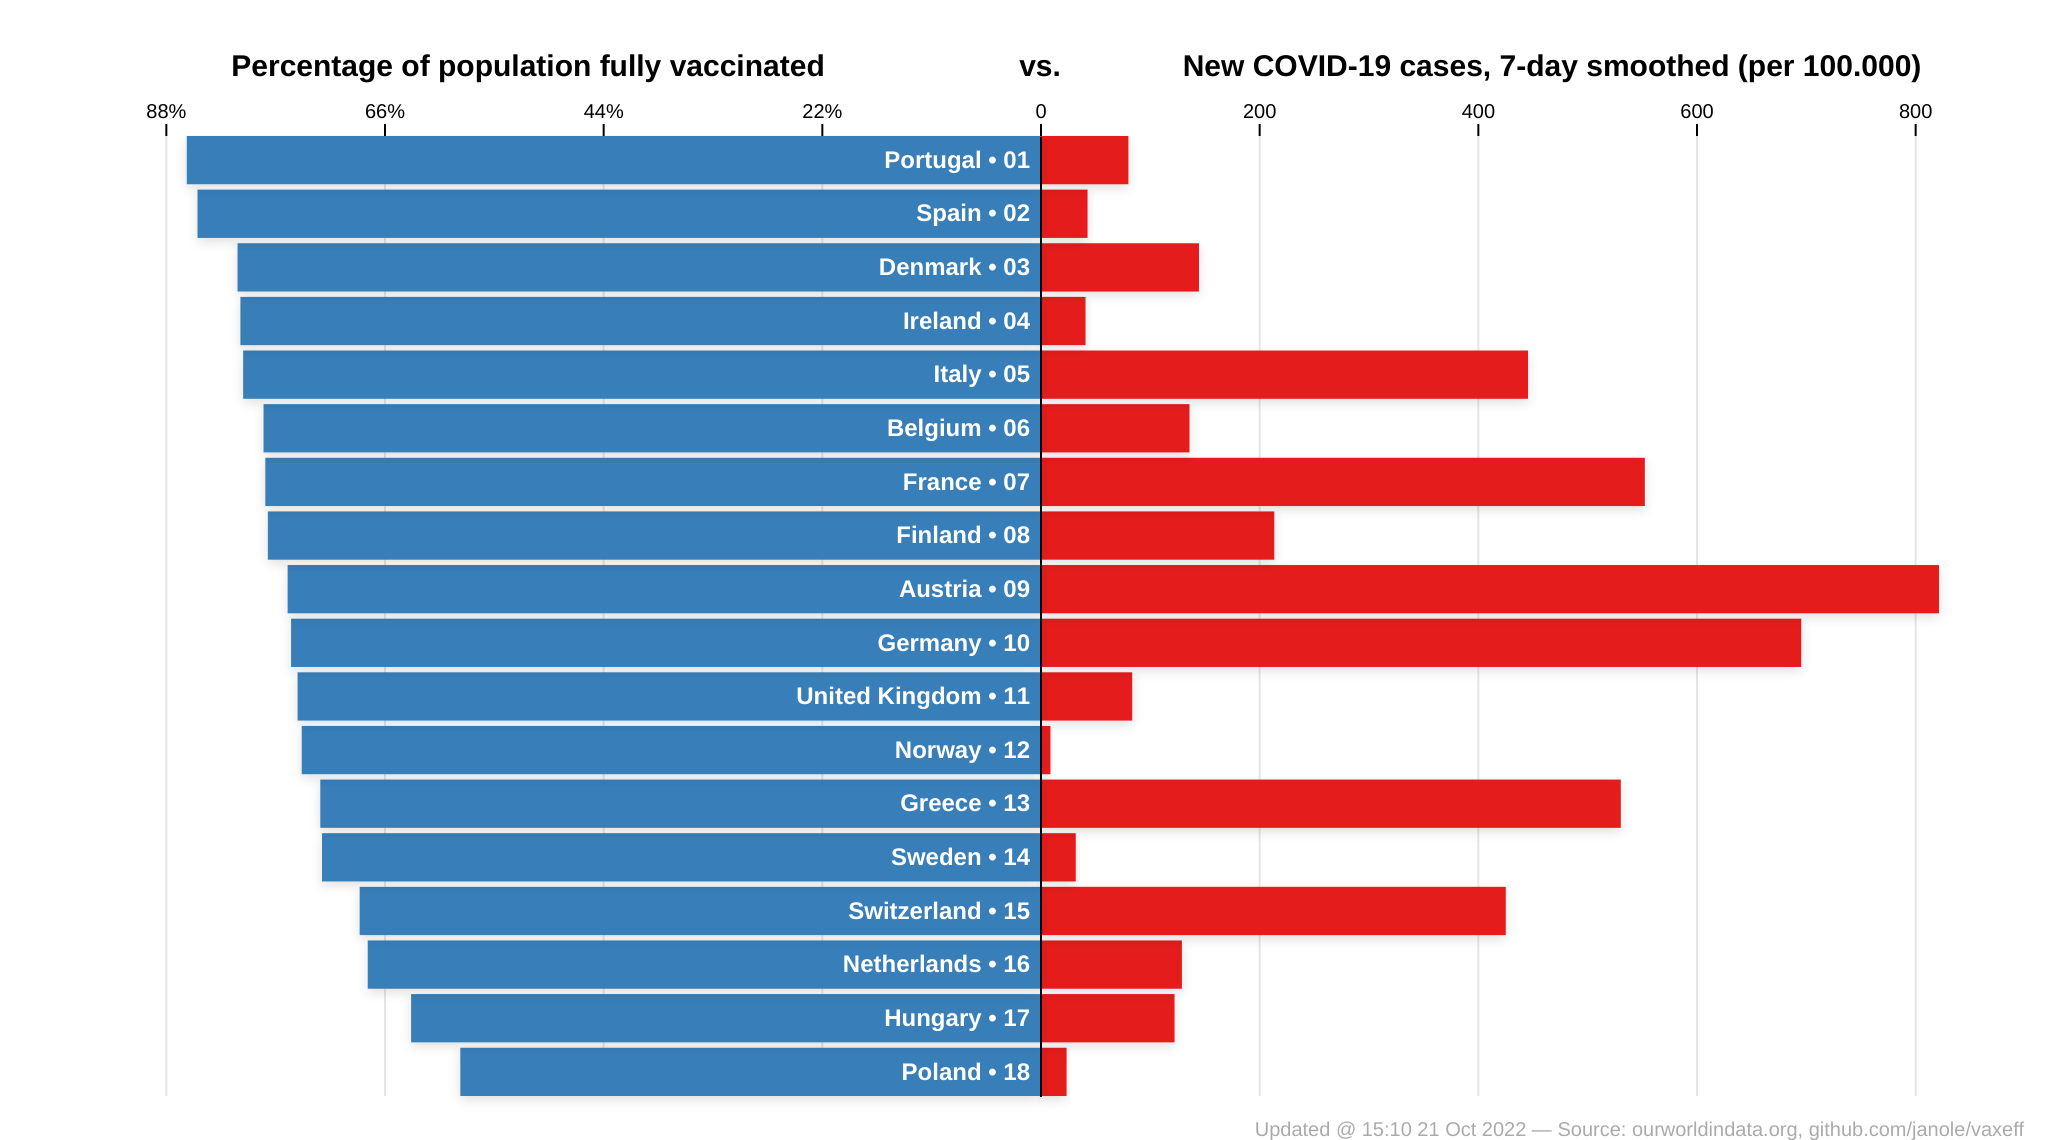 Percentage of population fully vaccinated vs. New COVID-19 cases, 7-day smoothed (per 100.000)
88% 66% 44% 22% 0 200 400 600 800
Portugal • 01
Spain • 02
Denmark • 03
Ireland • 04
Italy • 05
Belgium • 06
France • 07
Finland • 08
Austria • 09
Germany • 10
United Kingdom • 11
Norway • 12
Greece • 13
Sweden • 14
Switzerland • 15
Netherlands • 16
Hungary • 17
Poland • 18
Updated @ 15:10 21 Oct 2022 — Source: ourworldindata.org, github.com/janole/vaxeff